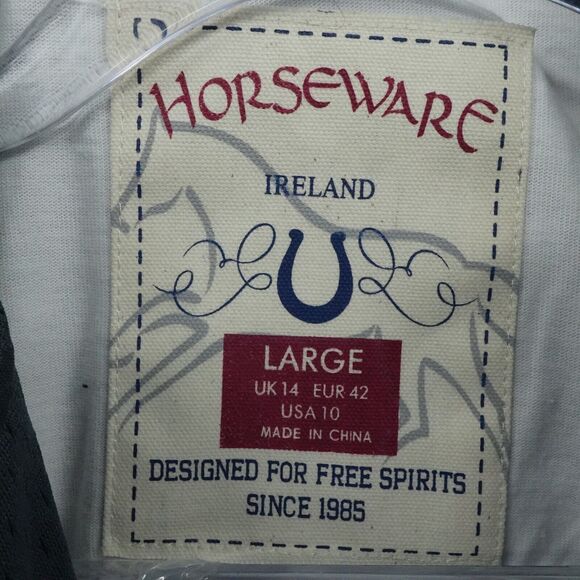 HORSEWARE
IRELAND
LARGE
UK 14 EUR 42
USA 10
MADE IN CHINA
DESIGNED FOR FREE SPIRITS
SINCE 1985